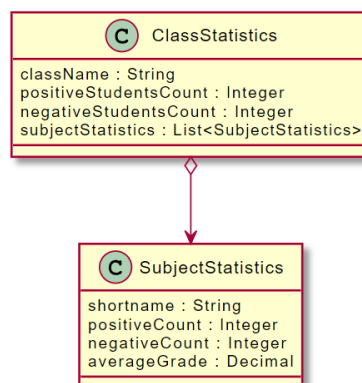 C ClassStatistics
className : String
positiveStudentsCount : Integer
negativeStudentsCount : Integer
subjectStatistics : List<SubjectStatistics>
C SubjectStatistics
shortname : String
positiveCount : Integer
negativeCount : Integer
averageGrade : Decimal